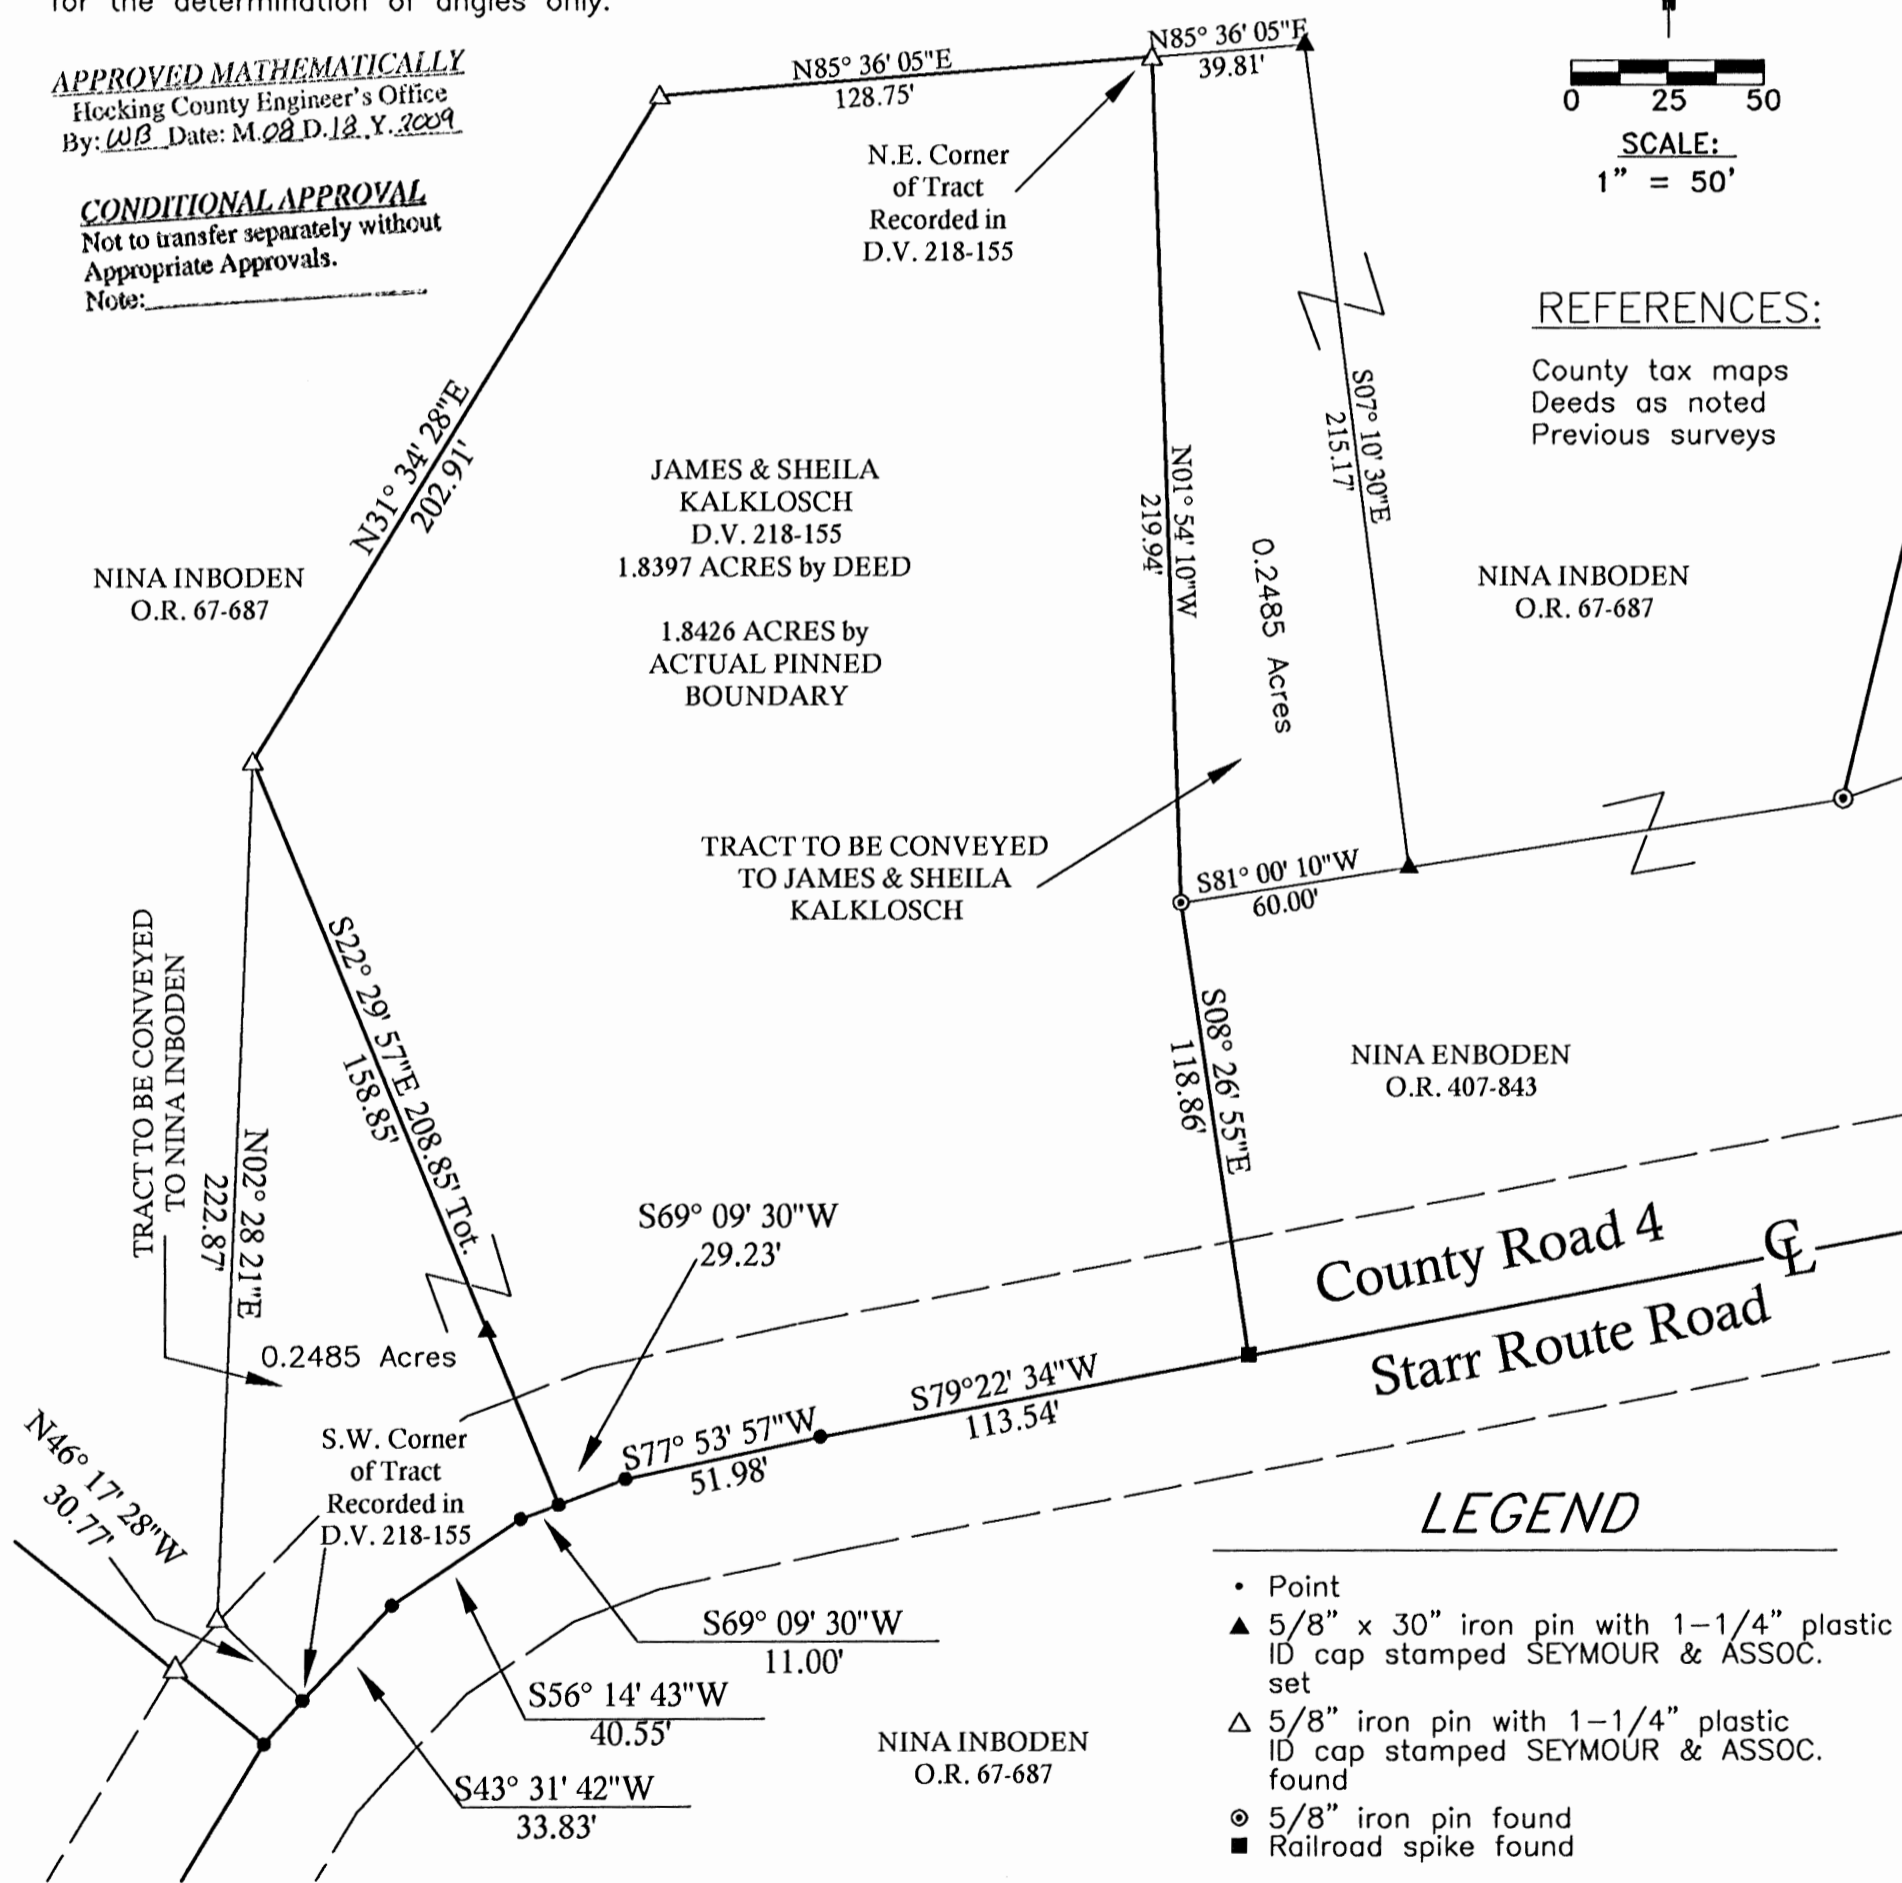 for the determination of angles only.
APPROVED MATHEMATICALLY
Hocking County Engineer's Office
By: WB Date: M.08 D.18 Y.2009
CONDITIONAL APPROVAL
Not to transfer separately without
Appropriate Approvals.
Note:
N85° 36' 05"E
128.75'
N85° 36' 05"E
39.81'
0 25 50
SCALE:
1" = 50'
N.E. Corner
of Tract
Recorded in
D.V. 218-155
REFERENCES:
County tax maps
Deeds as noted
Previous surveys
N31° 34' 28"E
202.91'
JAMES & SHEILA
KALKLOSCH
D.V. 218-155
1.8397 ACRES by DEED
1.8426 ACRES by
ACTUAL PINNED
BOUNDARY
N01° 54' 10"W
219.94'
S07° 10' 30"E
215.17'
0.2485 Acres
NINA INBODEN
O.R. 67-687
NINA INBODEN
O.R. 67-687
TRACT TO BE CONVEYED
TO JAMES & SHEILA
KALKLOSCH
S81° 00' 10"W
60.00'
TRACT TO BE CONVEYED
TO NINA INBODEN
S22° 29' 57"E 208.85' Tot.
158.85'
N02° 28 21"E
222.87'
S08° 26' 55"E
118.86'
NINA ENBODEN
O.R. 407-843
S69° 09' 30"W
29.23'
County Road 4
CL
Starr Route Road
0.2485 Acres
S79°22' 34"W
113.54'
S77° 53' 57"W
51.98'
N46° 17' 28"W
30.77'
S.W. Corner
of Tract
Recorded in
D.V. 218-155
S69° 09' 30"W
11.00'
S56° 14' 43"W
40.55'
S43° 31' 42"W
33.83'
NINA INBODEN
O.R. 67-687
LEGEND
Point
5/8" x 30" iron pin with 1-1/4" plastic
ID cap stamped SEYMOUR & ASSOC.
set
5/8" iron pin with 1-1/4" plastic
ID cap stamped SEYMOUR & ASSOC.
found
5/8" iron pin found
Railroad spike found